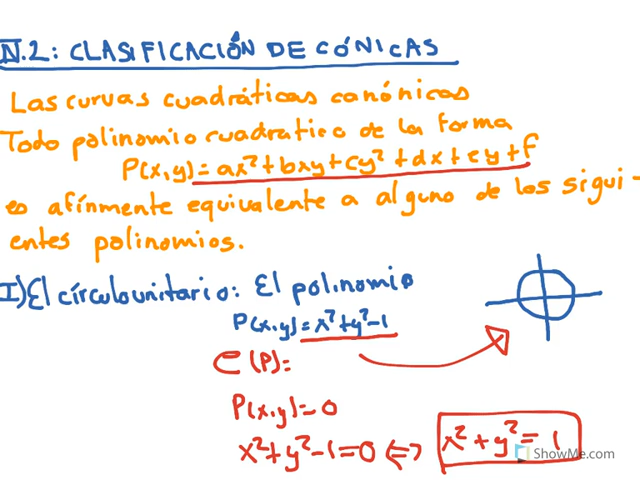 N.2: CLASIFICACIÓN DE CÓNICAS
Las curvas cuadráticas canónicas
Todo polinomio cuadratico de la forma
P(x,y) = ax² + bxy + cy² + dx + ey + f
es afínmente equivalente a alguno de los sigui-
entes polinomios.
I) El círculo unitario: El polinomio
P(x,y) = x² + y² - 1
C(P) =
P(x,y) = 0
x² + y² - 1 = 0 ⇔ x² + y² = 1
ShowMe.com